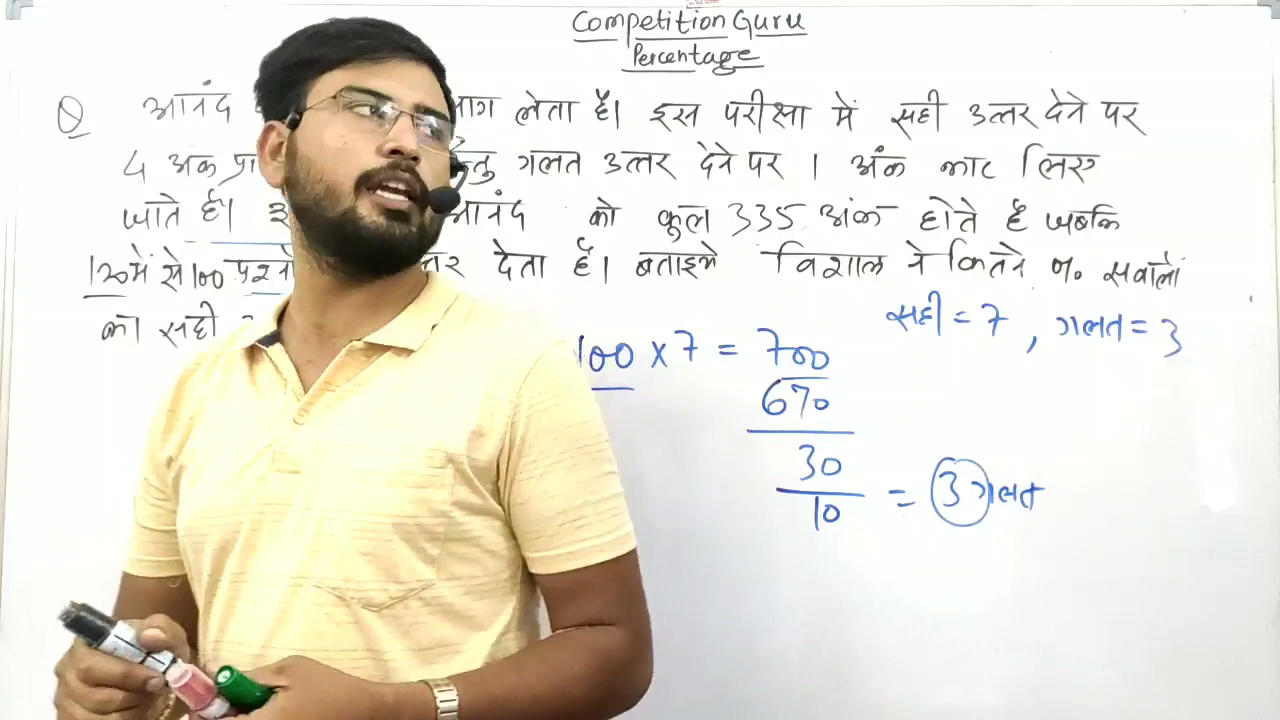 Competition Guru
Percentage
Q आनंद भाग लेता है। इस परीक्षा में सही उत्तर देने पर
4 अंक प्रा गलत उत्तर देने पर 1 अंक काट लिए
जाते है। आनंद को कुल 335 अंक होते है जबकि
120 में से 100 प्रश्नो देता है। बताइये विशाल ने कितने % सवालों
का सही
सही = 7 , गलत = 3
100 x 7 = 700
670
30
10 = 3 गलत